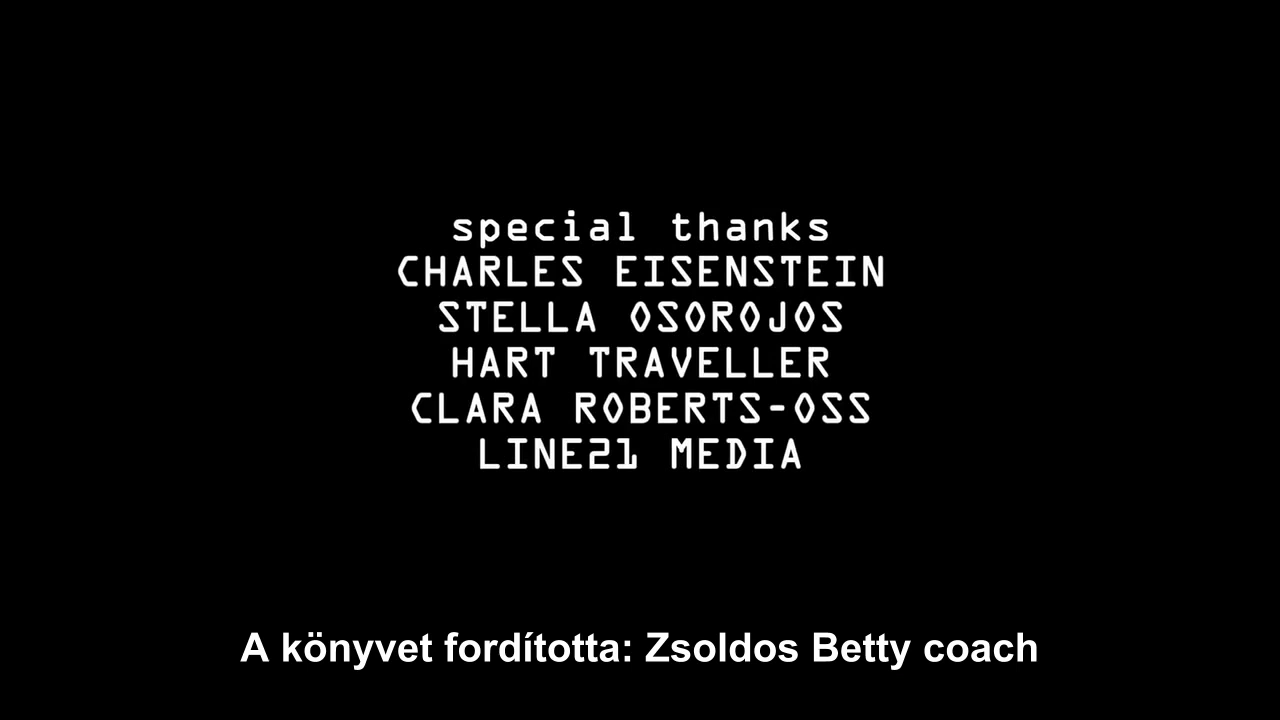 special thanks
CHARLES EISENSTEIN
STELLA OSOROJOS
HART TRAVELLER
CLARA ROBERTS-OSS
LINE21 MEDIA
A könyvet fordította: Zsoldos Betty coach